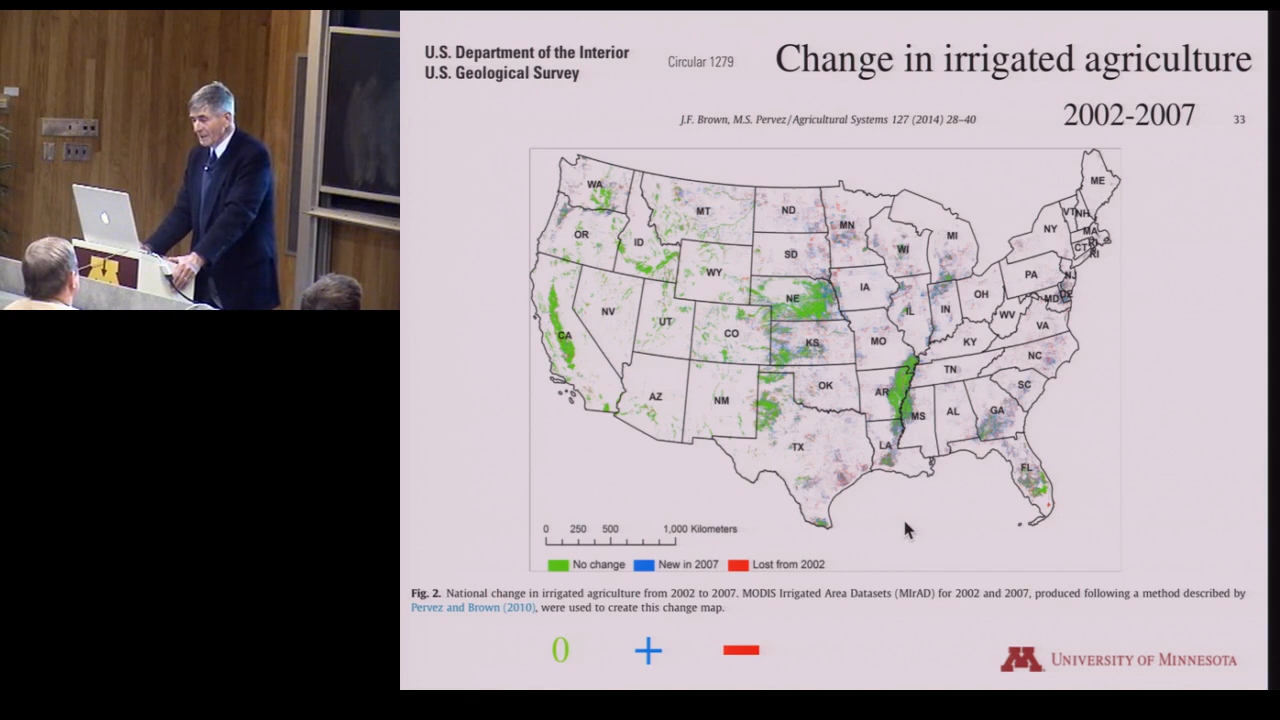 U.S. Department of the Interior
U.S. Geological Survey
Circular 1279
Change in irrigated agriculture
2002-2007
J.F. Brown, M.S. Pervez / Agricultural Systems 127 (2014) 28–40
33
WA
OR
ID
MT
ND
MN
WI
MI
ME
VT
NH
NY
MA
CT
RI
RI
WY
SD
IA
PA
NJ
NV
UT
CO
NE
IL
IN
OH
MD
DE
WV
VA
CA
KS
MO
KY
NC
AZ
NM
OK
AR
TN
SC
TX
LA
MS
AL
GA
FL
0 250 500 1,000 Kilometers
No change New in 2007 Lost from 2002
Fig. 2. National change in irrigated agriculture from 2002 to 2007. MODIS Irrigated Area Datasets (MIrAD) for 2002 and 2007, produced following a method described by
Pervez and Brown (2010), were used to create this change map.
0 + −
M UNIVERSITY OF MINNESOTA
M